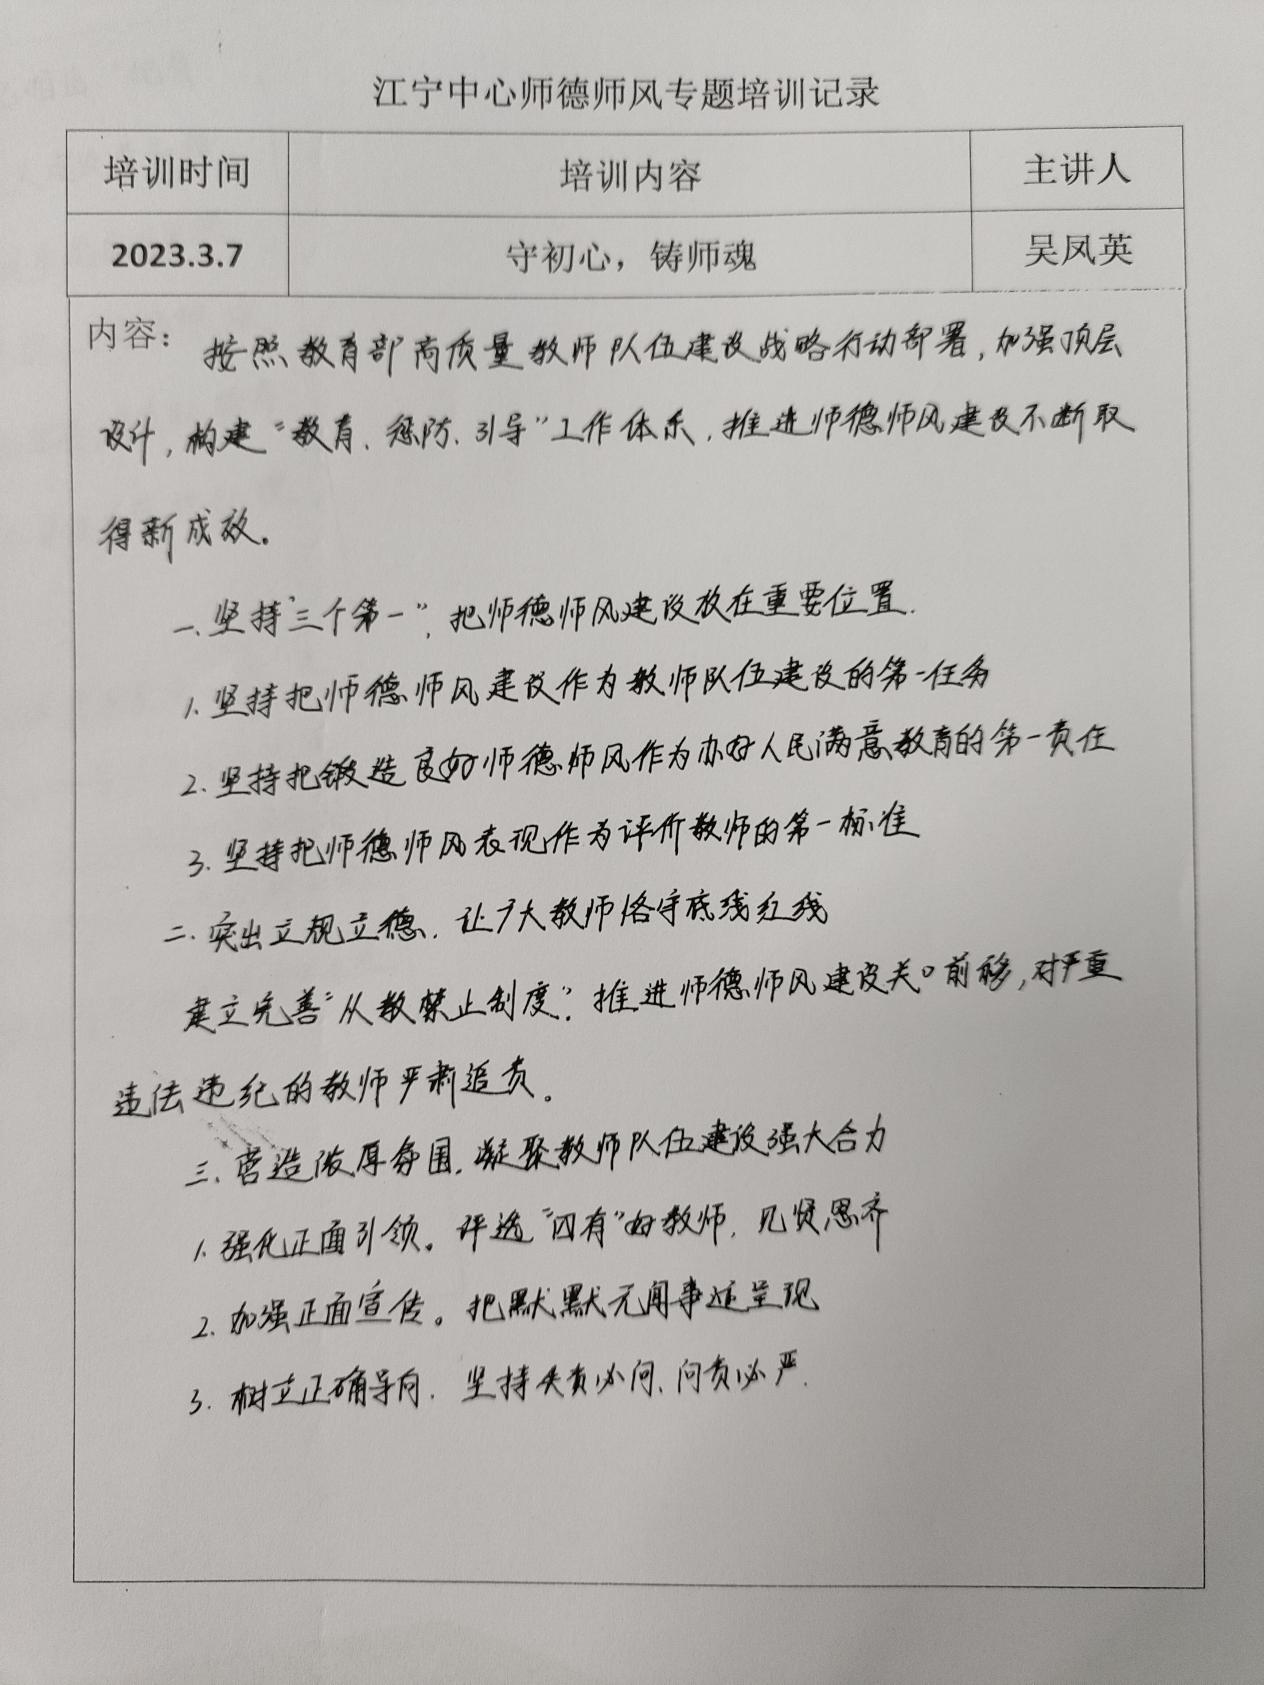 江宁中心师德师风专题培训记录
培训时间 培训内容 主讲人
2023.3.7 守初心，铸师魂 吴凤英
内容： 按照教育部高质量教师队伍建设战略行动部署，加强顶层
设计，构建“教育、惩防、引导”工作体系，推进师德师风建设不断取
得新成效。
一、坚持“三个第一”，把师德师风建设放在重要位置.
1. 坚持把师德师风建设作为教师队伍建设的第一任务
2. 坚持把锻造良好师德师风作为办好人民满意教育的第一责任
3. 坚持把师德师风表现作为评价教师的第一标准
二、突出立规立德，让广大教师恪守底线红线
建立完善“从教禁止制度”，推进师德师风建设关口前移，对严重
违法违纪的教师严肃追责。
三、营造浓厚氛围，凝聚教师队伍建设强大合力
1. 强化正面引领。评选“四有”好教师，见贤思齐
2. 加强正面宣传。把默默无闻事迹呈现
3. 树立正确导向. 坚持失责必问、问责必严.